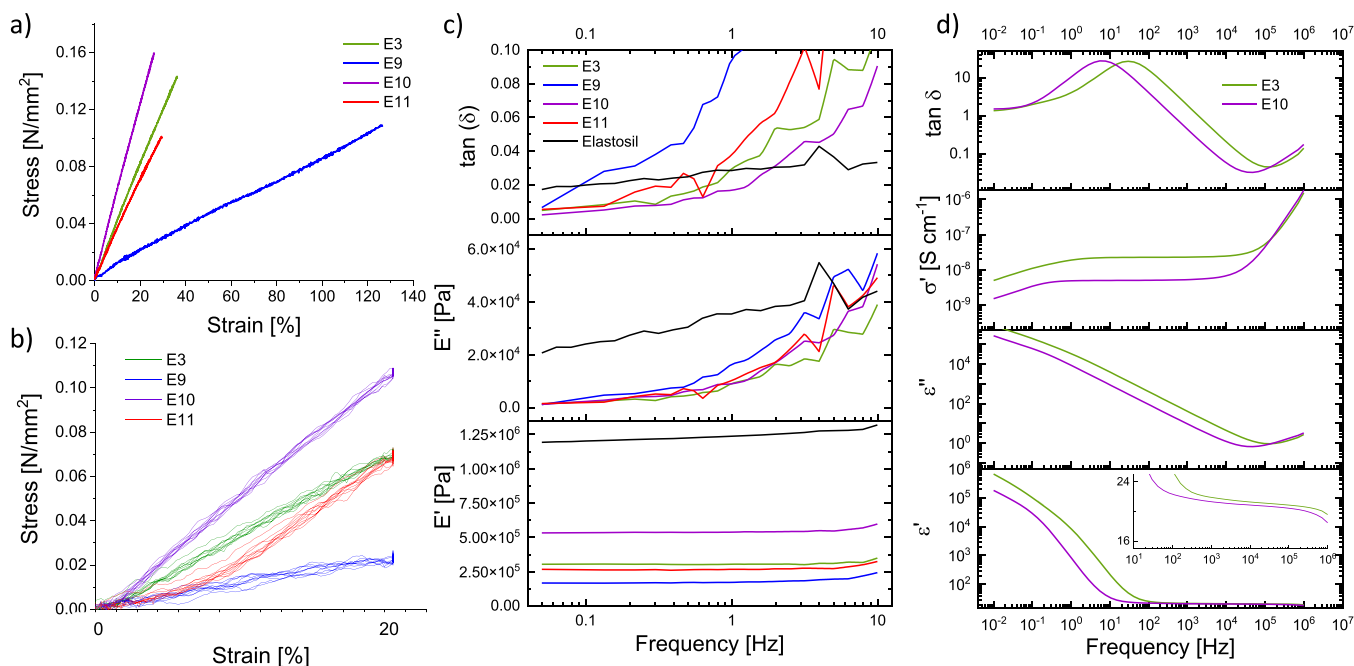 a)
Stress [N/mm²]
0.16
0.12
0.08
0.04
0.00
E3
E9
E10
E11
0 20 40 60 80 100 120 140
Strain [%]
b)
Stress [N/mm²]
0.12
0.10
0.08
0.06
0.04
0.02
0.00
E3
E9
E10
E11
0 20
Strain [%]
c)
0.1 1 10
tan (δ)
0.10
0.08
0.06
0.04
0.02
0.00
E3
E9
E10
E11
Elastosil
E'' [Pa]
6.0×10⁴
4.0×10⁴
2.0×10⁴
0.0
E' [Pa]
1.25×10⁶
1.00×10⁶
7.50×10⁵
5.00×10⁵
2.50×10⁵
0.00
0.1 1 10
Frequency [Hz]
d)
10⁻² 10⁻¹ 10⁰ 10¹ 10² 10³ 10⁴ 10⁵ 10⁶ 10⁷
tan δ
10
1
0.1
E3
E10
σ' [S cm⁻¹]
10⁻⁶
10⁻⁷
10⁻⁸
10⁻⁹
ε''
10⁴
10²
10⁰
ε'
10⁶
10⁵
10⁴
10³
10²
24
16
10¹ 10² 10³ 10⁴ 10⁵ 10⁶
10⁻² 10⁻¹ 10⁰ 10¹ 10² 10³ 10⁴ 10⁵ 10⁶ 10⁷
Frequency [Hz]